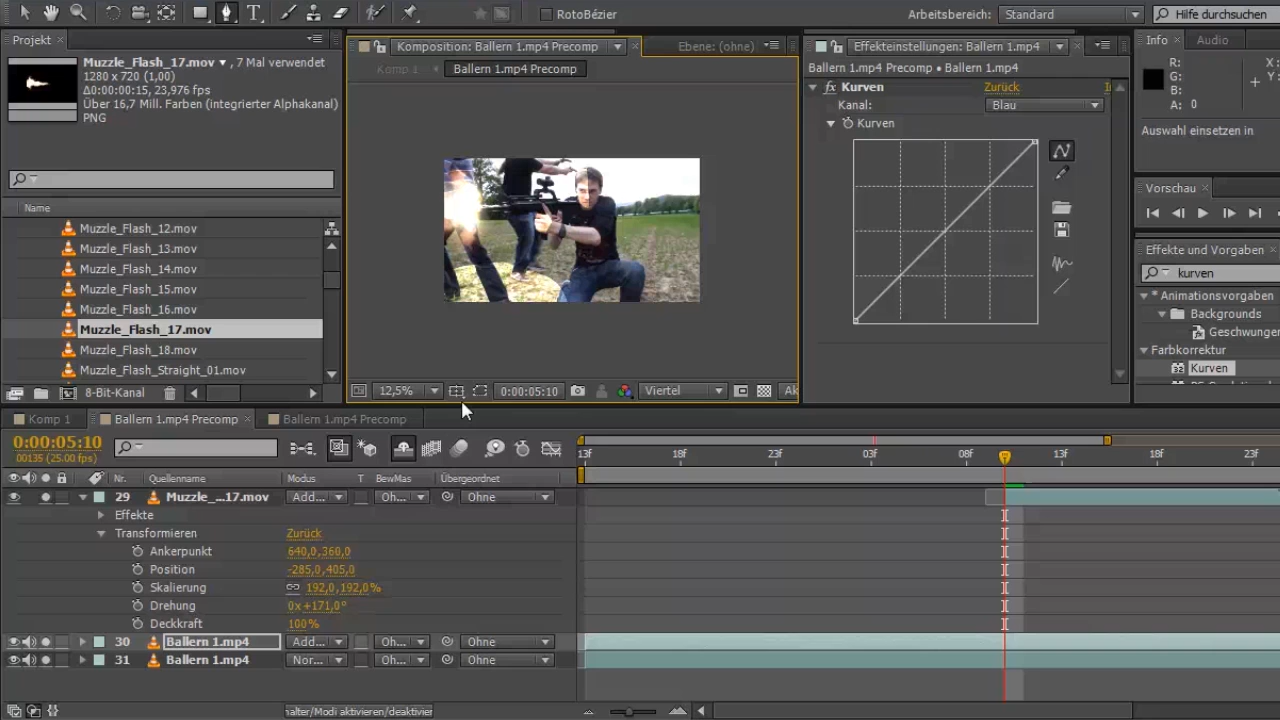 RotoBézier
Arbeitsbereich: Standard
Hilfe durchsuchen
Projekt
Muzzle_Flash_17.mov ▼ , 7 Mal verwendet
1280 x 720 (1,00)
Δ0:00:00:15, 23,976 fps
Über 16,7 Mill. Farben (integrierter Alphakanal)
PNG
Name
Muzzle_Flash_12.mov
Muzzle_Flash_13.mov
Muzzle_Flash_14.mov
Muzzle_Flash_15.mov
Muzzle_Flash_16.mov
Muzzle_Flash_17.mov
Muzzle_Flash_18.mov
Muzzle_Flash_Straight_01.mov
8-Bit-Kanal
Komposition: Ballern 1.mp4 Precomp
Ebene: (ohne)
Komp 1
Ballern 1.mp4 Precomp
12,5%
0:00:05:10
Viertel
Ak
Effekteinstellungen: Ballern 1.mp4
Ballern 1.mp4 Precomp • Ballern 1.mp4
fx Kurven Zurück
Kanal: Blau
Kurven
Info Audio
R:
G:
B:
A: 0
X:
Y:
Auswahl einsetzen in
Vorschau
Effekte und Vorgaben
kurven
* Animationsvorgaben
Backgrounds
Geschwungen
Farbkorrektur
Kurven
Komp 1
Ballern 1.mp4 Precomp
Ballern 1.mp4 Precomp
0:00:05:10
00135 (25.00 fps)
:13f 18f 23f 03f 08f 13f 18f 23f
Nr. Quellenname Modus T BewMas Übergeordnet
29 Muzzle_...17.mov Add... Oh... Ohne
Effekte
Transformieren Zurück
Ankerpunkt 640,0,360,0
Position -285,0,405,0
Skalierung 192,0,192,0%
Drehung 0x+171,0°
Deckkraft 100%
30 Ballern 1.mp4 Add... Oh... Ohne
31 Ballern 1.mp4 Nor... Oh... Ohne
halter/Modi aktivieren/deaktivier